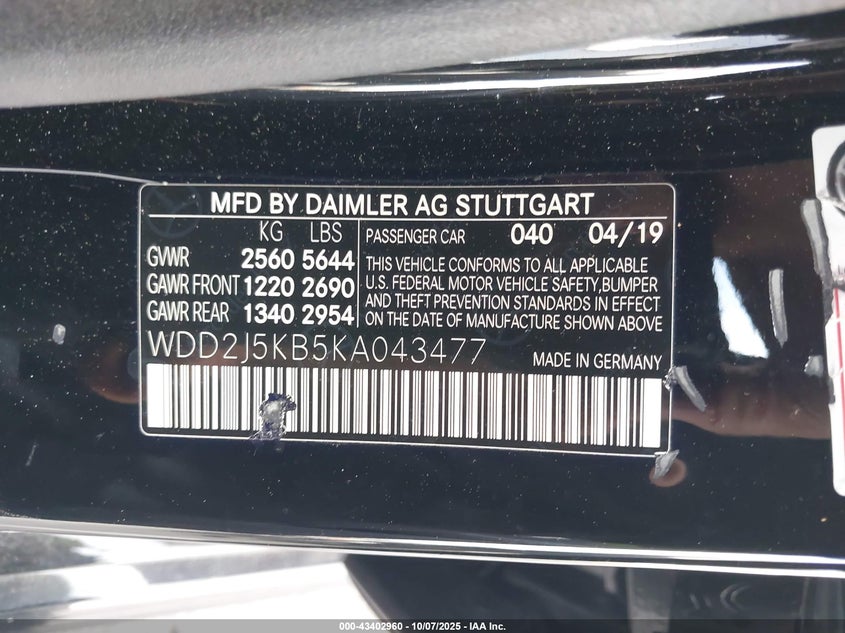 MFD BY DAIMLER AG STUTTGART
KG LBS
GVWR 2560 5644
GAWR FRONT 1220 2690
GAWR REAR 1340 2954
PASSENGER CAR 040 04/19
THIS VEHICLE CONFORMS TO ALL APPLICABLE
U.S. FEDERAL MOTOR VEHICLE SAFETY, BUMPER
AND THEFT PREVENTION STANDARDS IN EFFECT
ON THE DATE OF MANUFACTURE SHOWN ABOVE
WDD2J5KB5KA043477
MADE IN GERMANY
000-43402960 - 10/07/2025 - IAA Inc.